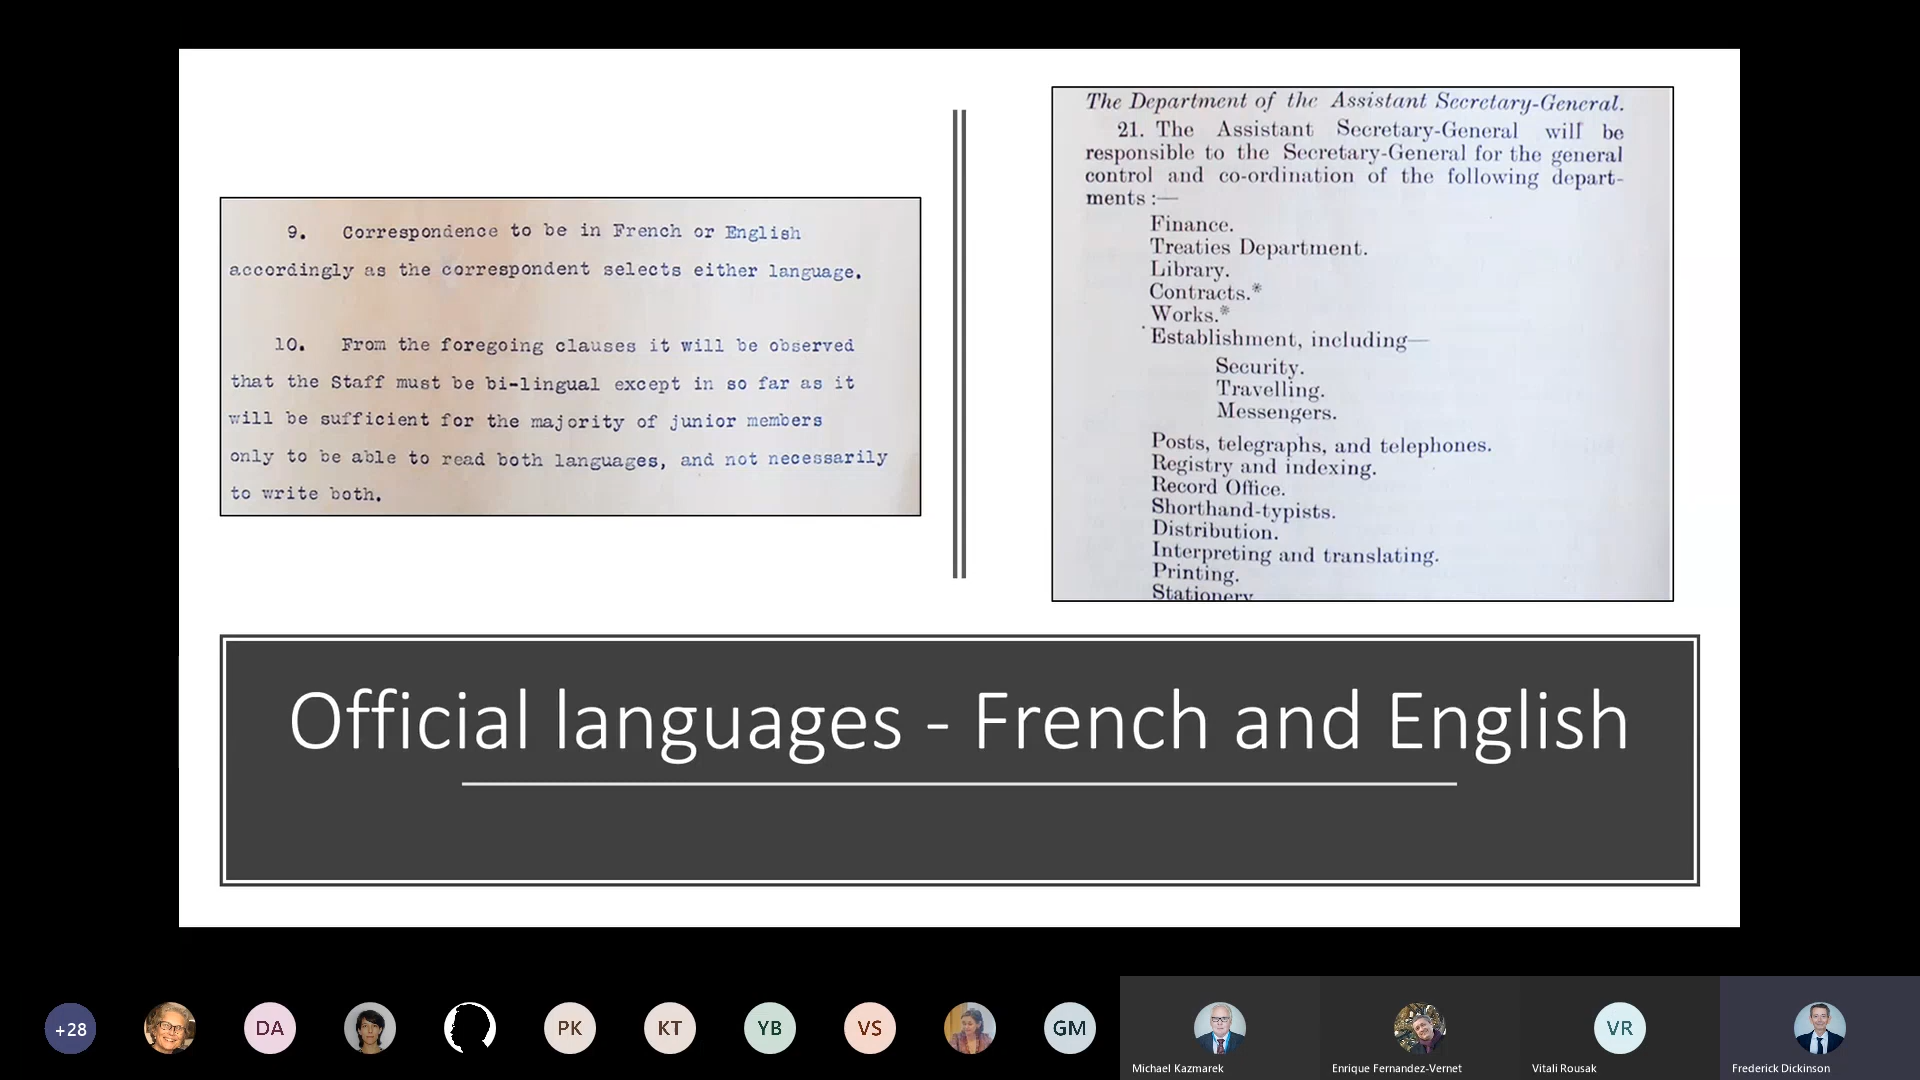 9. Correspondence to be in French or English
accordingly as the correspondent selects either language.
10. From the foregoing clauses it will be observed
that the Staff must be bi-lingual except in so far as it
will be sufficient for the majority of junior members
only to be able to read both languages, and not necessarily
to write both.
The Department of the Assistant Secretary-General.
21. The Assistant Secretary-General will be
responsible to the Secretary-General for the general
control and co-ordination of the following depart-
ments :—
Finance.
Treaties Department.
Library.
Contracts.*
Works.*
Establishment, including—
Security.
Travelling.
Messengers.
Posts, telegraphs, and telephones.
Registry and indexing.
Record Office.
Shorthand-typists.
Distribution.
Interpreting and translating.
Printing.
Stationery
Official languages - French and English
+28
DA
PK
KT
YB
VS
GM
VR
Michael Kazmarek
Enrique Fernandez-Vernet
Vitali Rousak
Frederick Dickinson